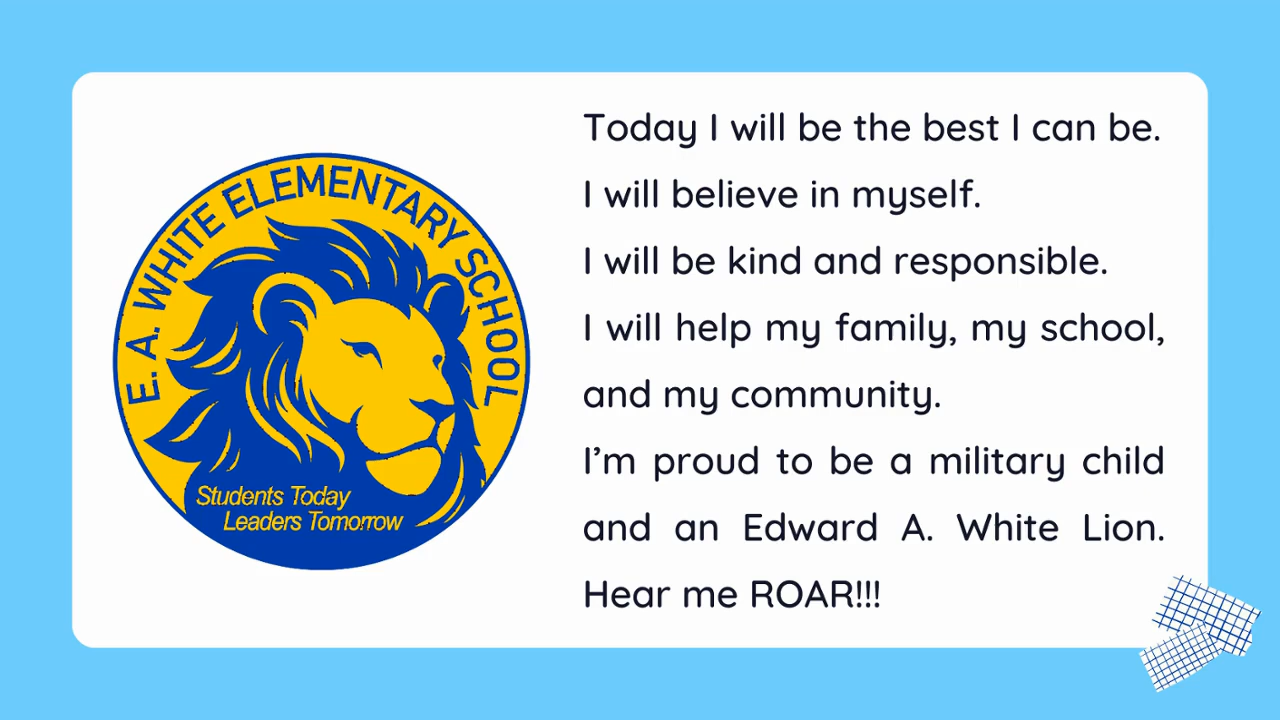 E. A. WHITE ELEMENTARY SCHOOL
Students Today
Leaders Tomorrow
Today I will be the best I can be.
I will believe in myself.
I will be kind and responsible.
I will help my family, my school,
and my community.
I’m proud to be a military child
and an Edward A. White Lion.
Hear me ROAR!!!